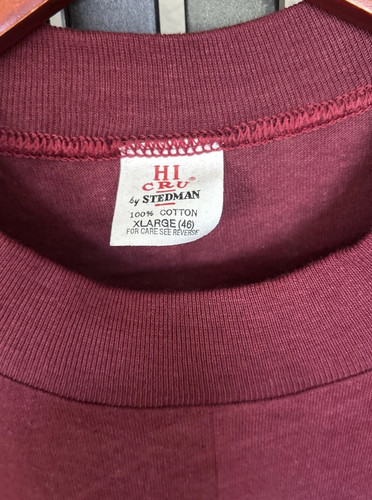 HI
CRU®
by STEDMAN
100% COTTON
XLARGE (46)
FOR CARE SEE REVERSE